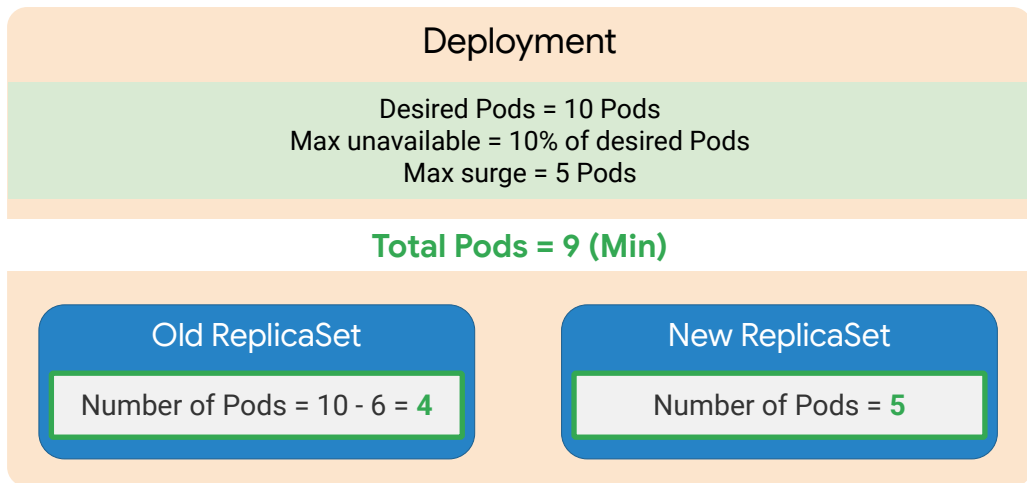 Deployment
Desired Pods = 10 Pods
Max unavailable = 10% of desired Pods
Max surge = 5 Pods
Total Pods = 9 (Min)
Old ReplicaSet
Number of Pods = 10 - 6 = 4
New ReplicaSet
Number of Pods = 5